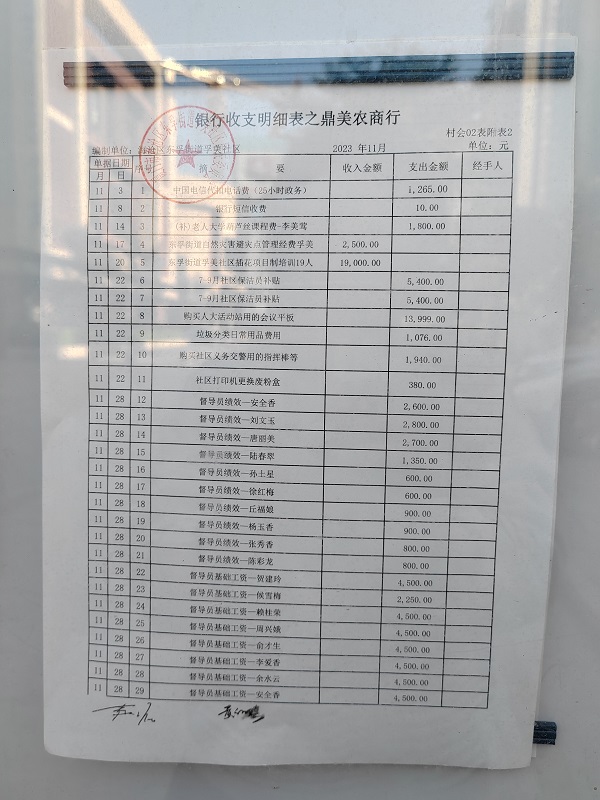 银行收支明细表之鼎美农商行
村会02表附表2
编制单位：海沧区东孚街道孚美社区 2023 年11月 单位：元
单据日期 序号 摘 要 收入金额 支出金额 经手人
月 日
11 3 1 中国电信代扣电话费（25小时政务） 1,265.00
11 8 2 银行短信收费 10.00
11 14 3 （补）老人大学葫芦丝课程费-李美莺 1,800.00
11 17 4 东孚街道自然灾害避灾点管理经费孚美 2,500.00
11 20 5 东孚街道孚美社区插花项目制培训19人 19,000.00
11 22 6 7-9月社区保洁员补贴 5,400.00
11 22 7 7-9月社区保洁员补贴 5,400.00
11 22 8 购买人大活动站用的会议平板 13,999.00
11 22 9 垃圾分类日常用品费用 1,076.00
11 22 10 购买社区义务交警用的指挥棒等 1,940.00
11 22 11 社区打印机更换废粉盒 380.00
11 28 12 督导员绩效—安全香 2,600.00
11 28 13 督导员绩效—刘文玉 2,800.00
11 28 14 督导员绩效—唐丽美 2,700.00
11 28 15 督导员绩效—陆春翠 1,350.00
11 28 16 督导员绩效—孙土星 600.00
11 28 17 督导员绩效—徐红梅 600.00
11 28 18 督导员绩效—丘福娘 900.00
11 28 19 督导员绩效—杨玉香 900.00
11 28 20 督导员绩效—张秀香 800.00
11 28 21 督导员绩效—陈彩龙 800.00
11 28 22 督导员基础工资—贺建玲 4,500.00
11 28 23 督导员基础工资—候雪梅 2,250.00
11 28 24 督导员基础工资—赖桂荣 4,500.00
11 28 25 督导员基础工资—周兴娥 4,500.00
11 28 26 督导员基础工资—俞才生 4,500.00
11 28 27 督导员基础工资—李爱香 4,500.00
11 28 28 督导员基础工资—余水云 4,500.00
11 28 29 督导员基础工资—安全香 4,500.00